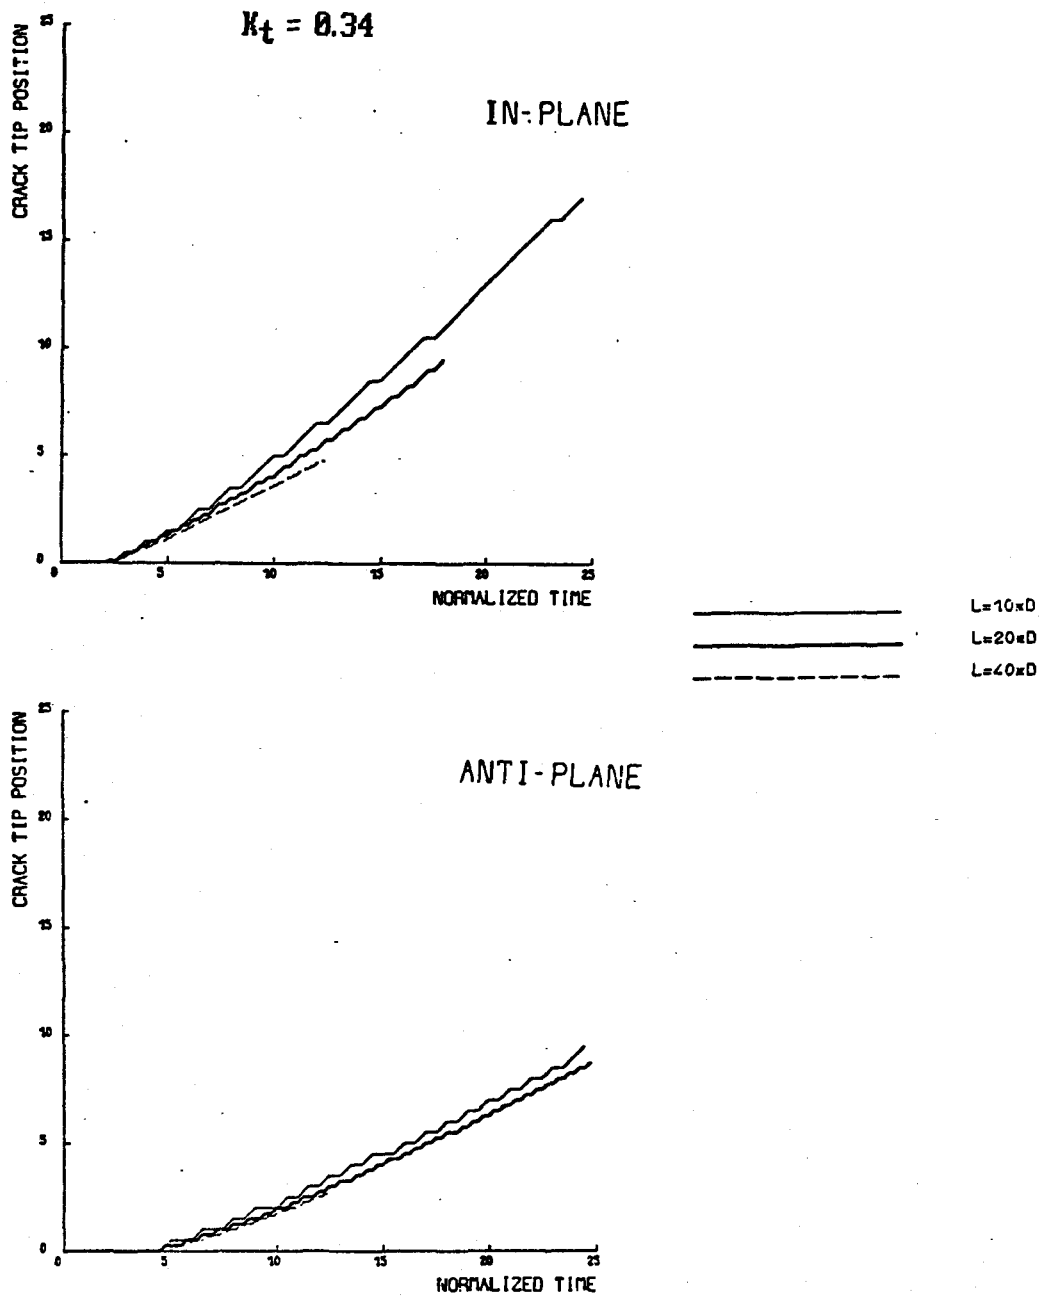 Kt = 0.34
IN-PLANE
CRACK TIP POSITION
25
20
15
10
5
0
0 5 10 15 20 25
NORMALIZED TIME
L=10*D
L=20*D
L=40*D
ANTI-PLANE
CRACK TIP POSITION
25
20
15
10
5
0
0 5 10 15 20 25
NORMALIZED TIME